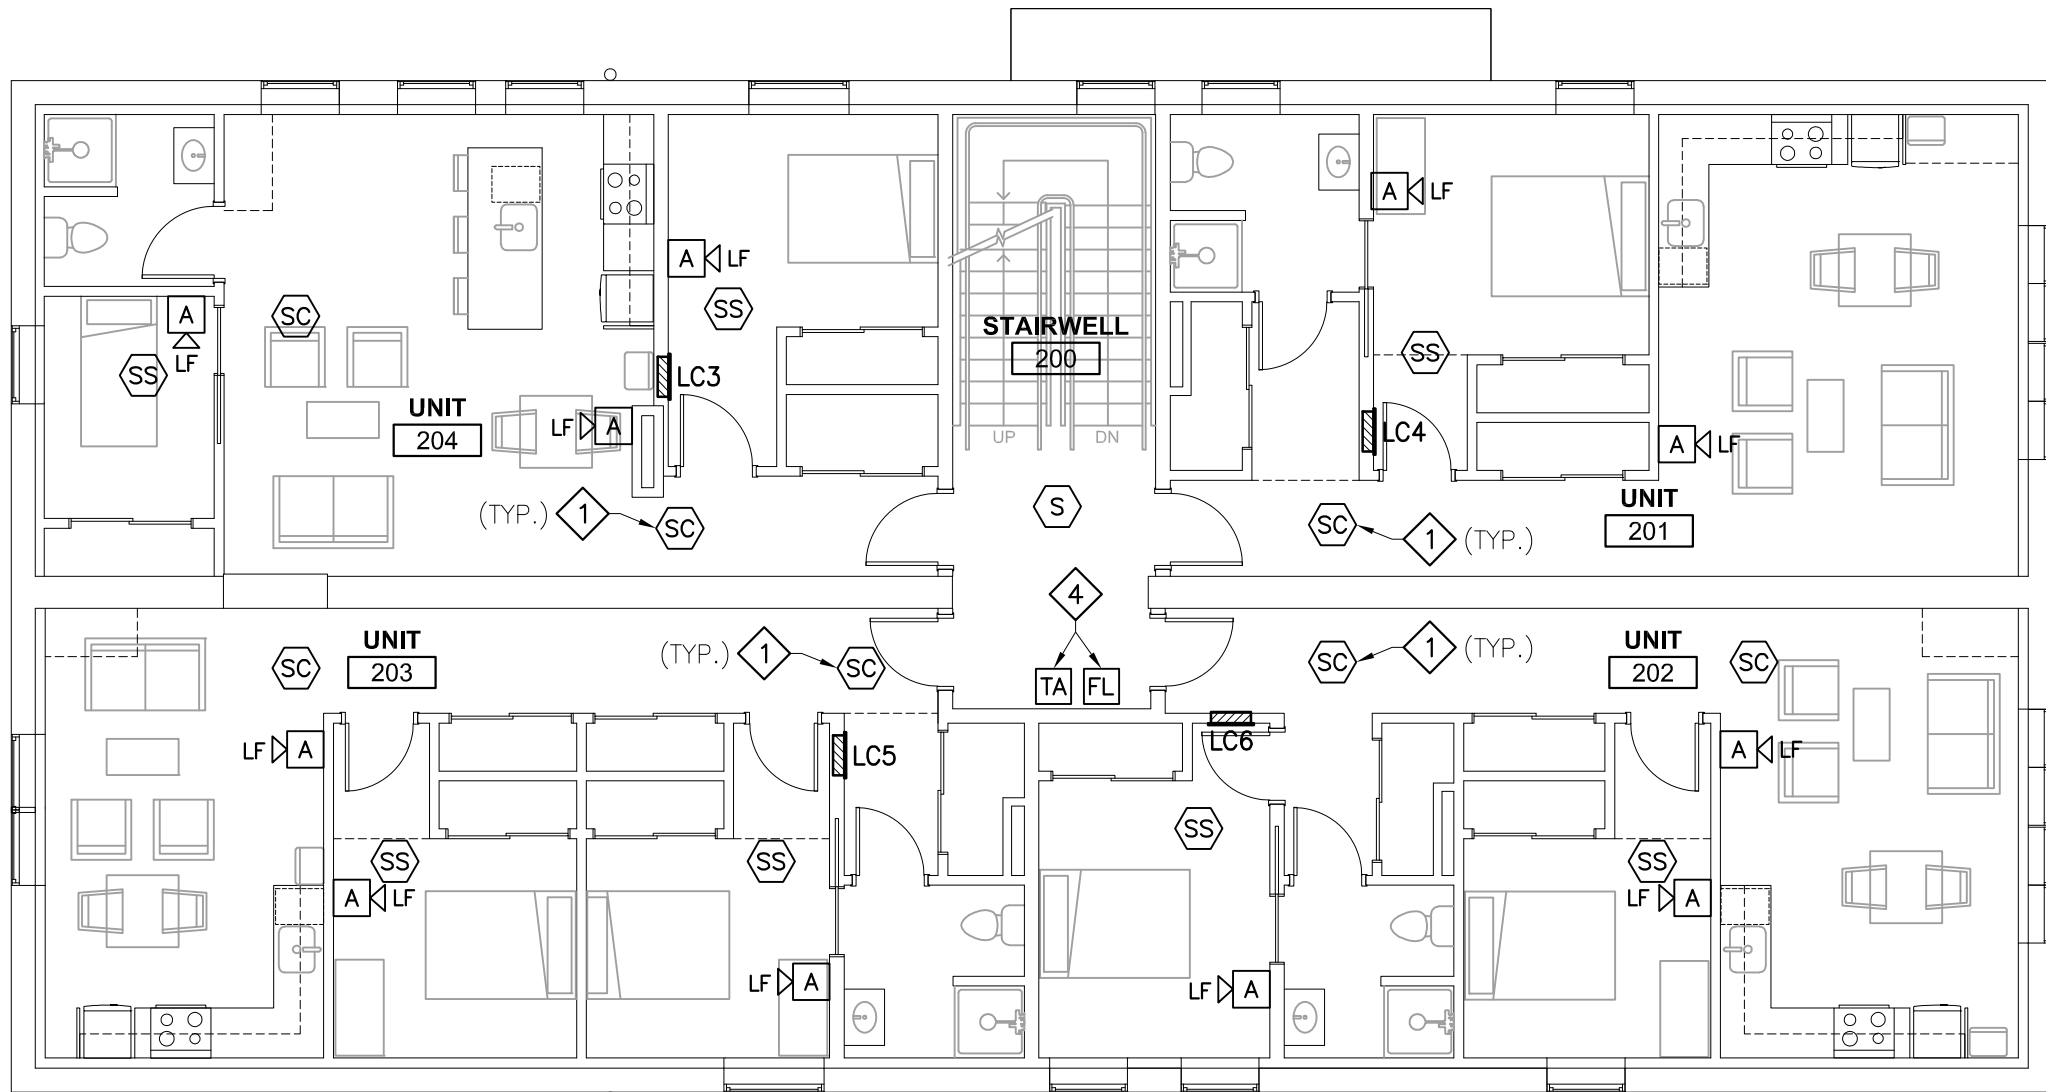 A LF
A LF
SS
SC
A
LF
SS
STAIRWELL
200
SS
LC3
UNIT
204
LF A
UP DN
LC4
A LF
(TYP.) 1 SC
S
SC 1 (TYP.)
UNIT
201
4
UNIT
203
SC
(TYP.) 1 SC
TA FL
SC 1 (TYP.)
UNIT
202
SC
LF A
LC5
LC6
A LF
SS
SS
SS
SS
A LF
LF A
LF A
LF A